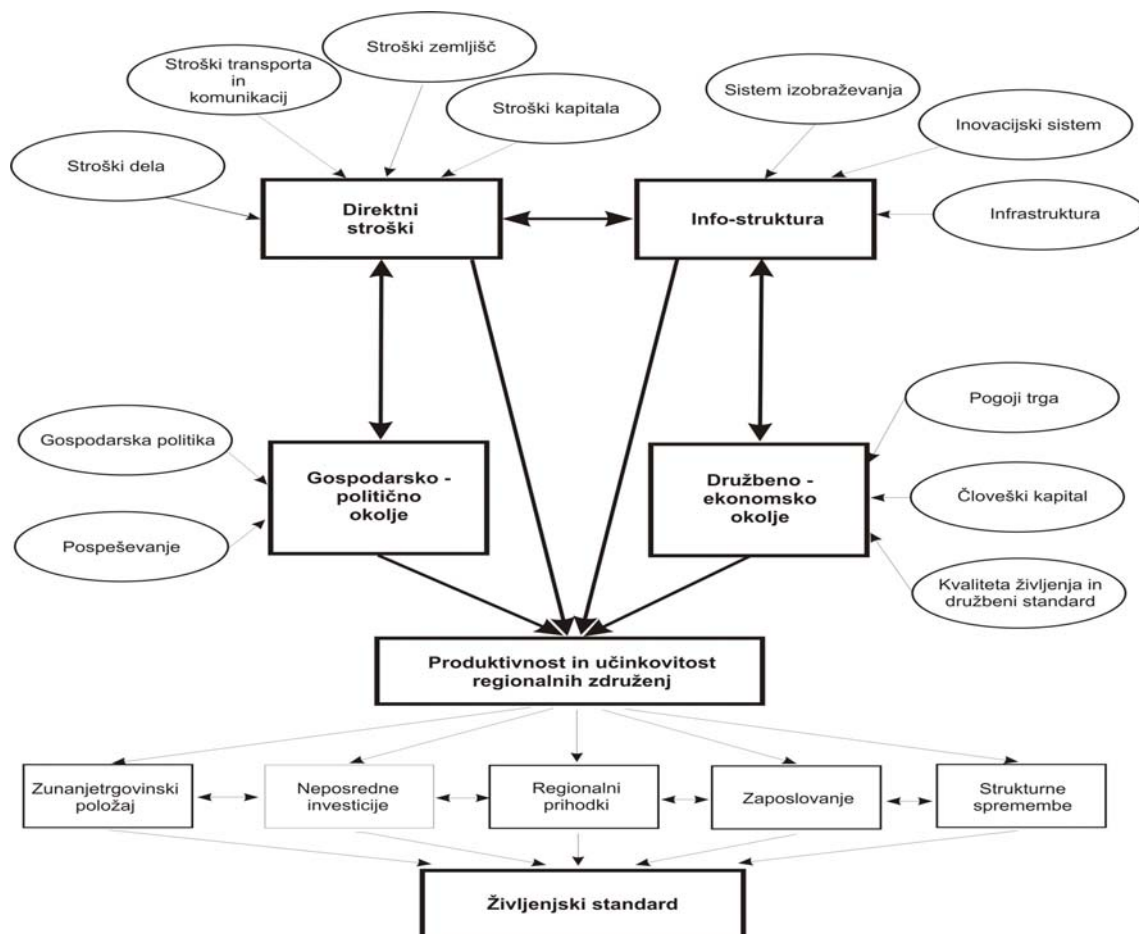 Stroški zemljišč
Stroški transporta
in
komunikacij
Stroški kapitala
Stroški dela
Sistem izobraževanja
Inovacijski sistem
Infrastruktura
Direktni
stroški
Info-struktura
Gospodarska politika
Pospeševanje
Gospodarsko -
politično
okolje
Družbeno -
ekonomsko
okolje
Pogoji trga
Človeški kapital
Kvaliteta življenja in
družbeni standard
Produktivnost in učinkovitost
regionalnih združenj
Zunanjetrgovinski
položaj
Neposredne
investicije
Regionalni
prihodki
Zaposlovanje
Strukturne
spremembe
Življenjski standard